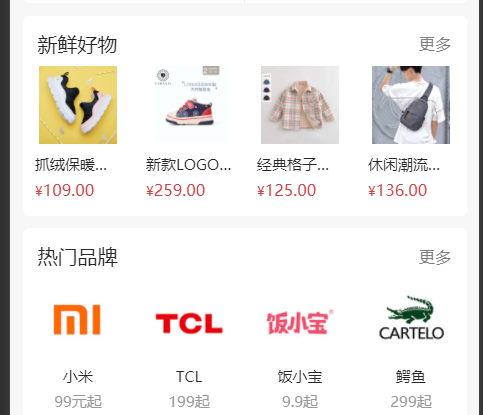 新鲜好物 更多
抓绒保暖... 新款LOGO... 经典格子... 休闲潮流...
¥109.00 ¥259.00 ¥125.00 ¥136.00
热门品牌 更多
TCL 饭小宝 CARTELO
小米 TCL 饭小宝 鳄鱼
99元起 199起 9.9起 299起